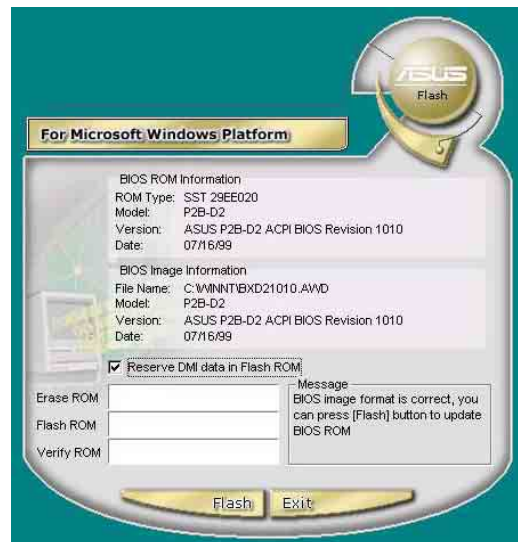 ASUS
Flash
For Microsoft Windows Platform
BIOS ROM Information
ROM Type: SST 29EE020
Model: P2B-D2
Version: ASUS P2B-D2 ACPI BIOS Revision 1010
Date: 07/16/99
BIOS Image Information
File Name: C:\WINNT\BXD21010.AWD
Model: P2B-D2
Version: ASUS P2B-D2 ACPI BIOS Revision 1010
Date: 07/16/99
Reserve DMI data in Flash ROM
Erase ROM
Flash ROM
Verify ROM
Message
BIOS image format is correct, you
can press [Flash] button to update
BIOS ROM
Flash
Exit